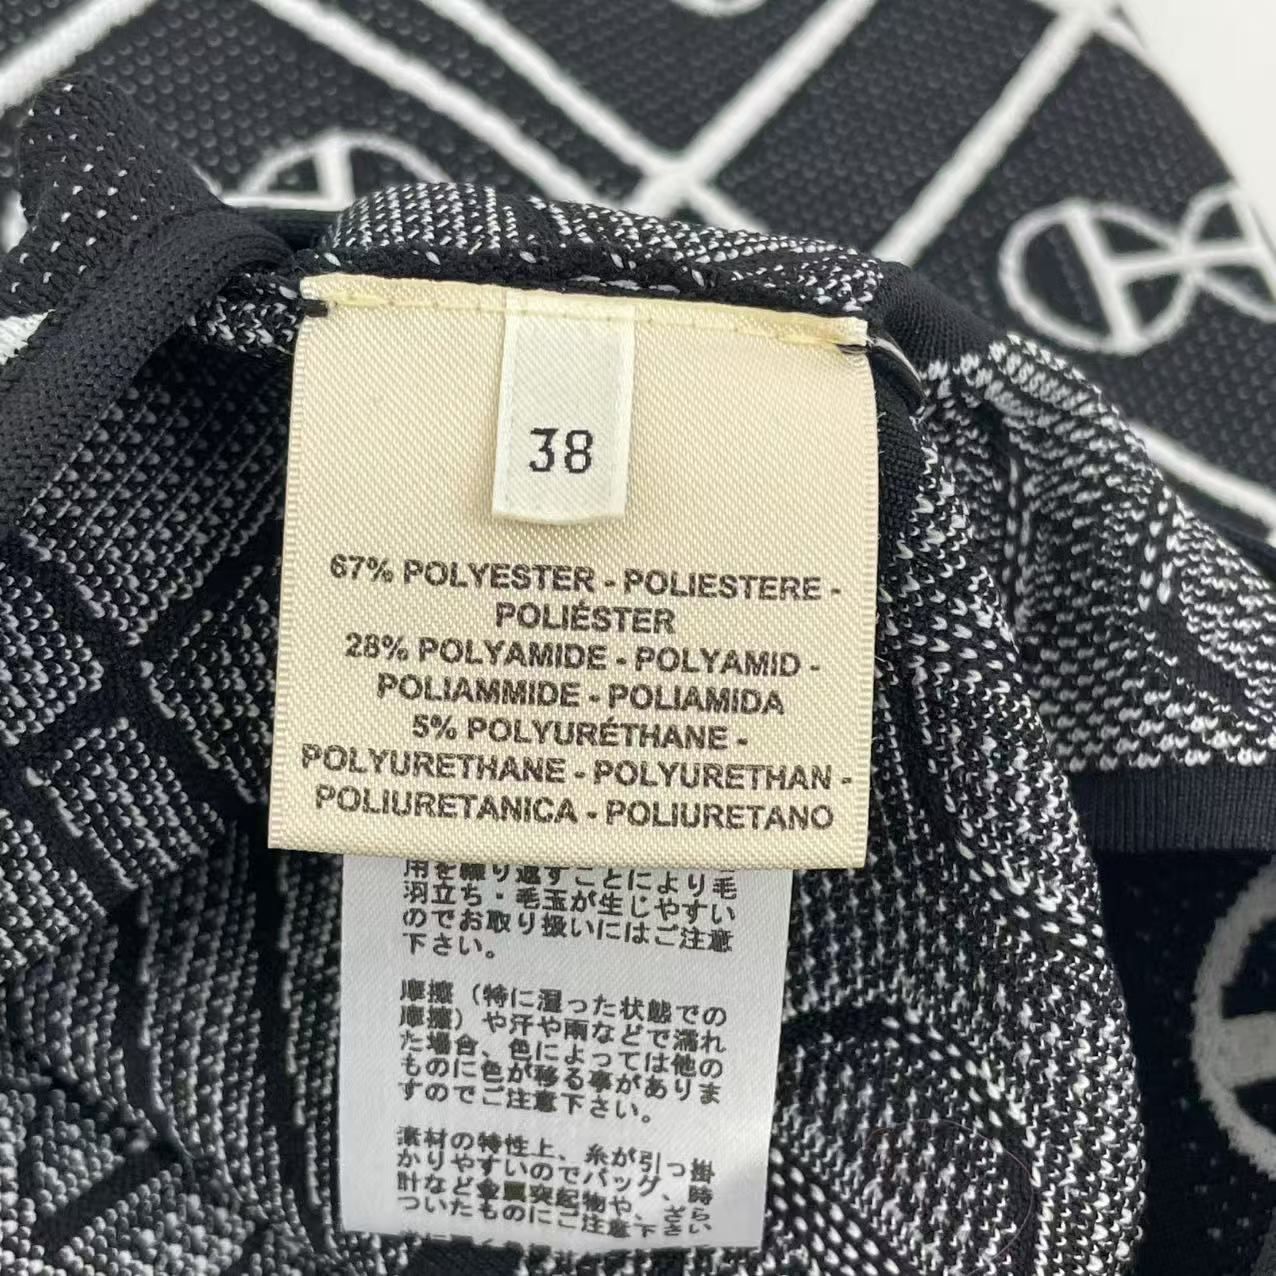 38
67% POLYESTER - POLIESTERE -
POLIÉSTER
28% POLYAMIDE - POLYAMID -
POLIAMMIDE - POLIAMIDA
5% POLYURÉTHANE -
POLYURETHANE - POLYURETHAN -
POLIURETANICA - POLIURETANO
用を繰り返すことにより毛
羽立ち・毛玉が生じやすい
のでお取り扱いにはご注意
下さい。
摩擦（特に湿った状態での
摩擦）や汗や雨などで濡れ
た場合、色によっては他の
ものに色が移る事がありま
すのでご注意下さい。
素材の特性上、糸が引っ掛
かりやすいのでバッグ、時
計など金属突起物や、ざら
ついたものにご注意下さい